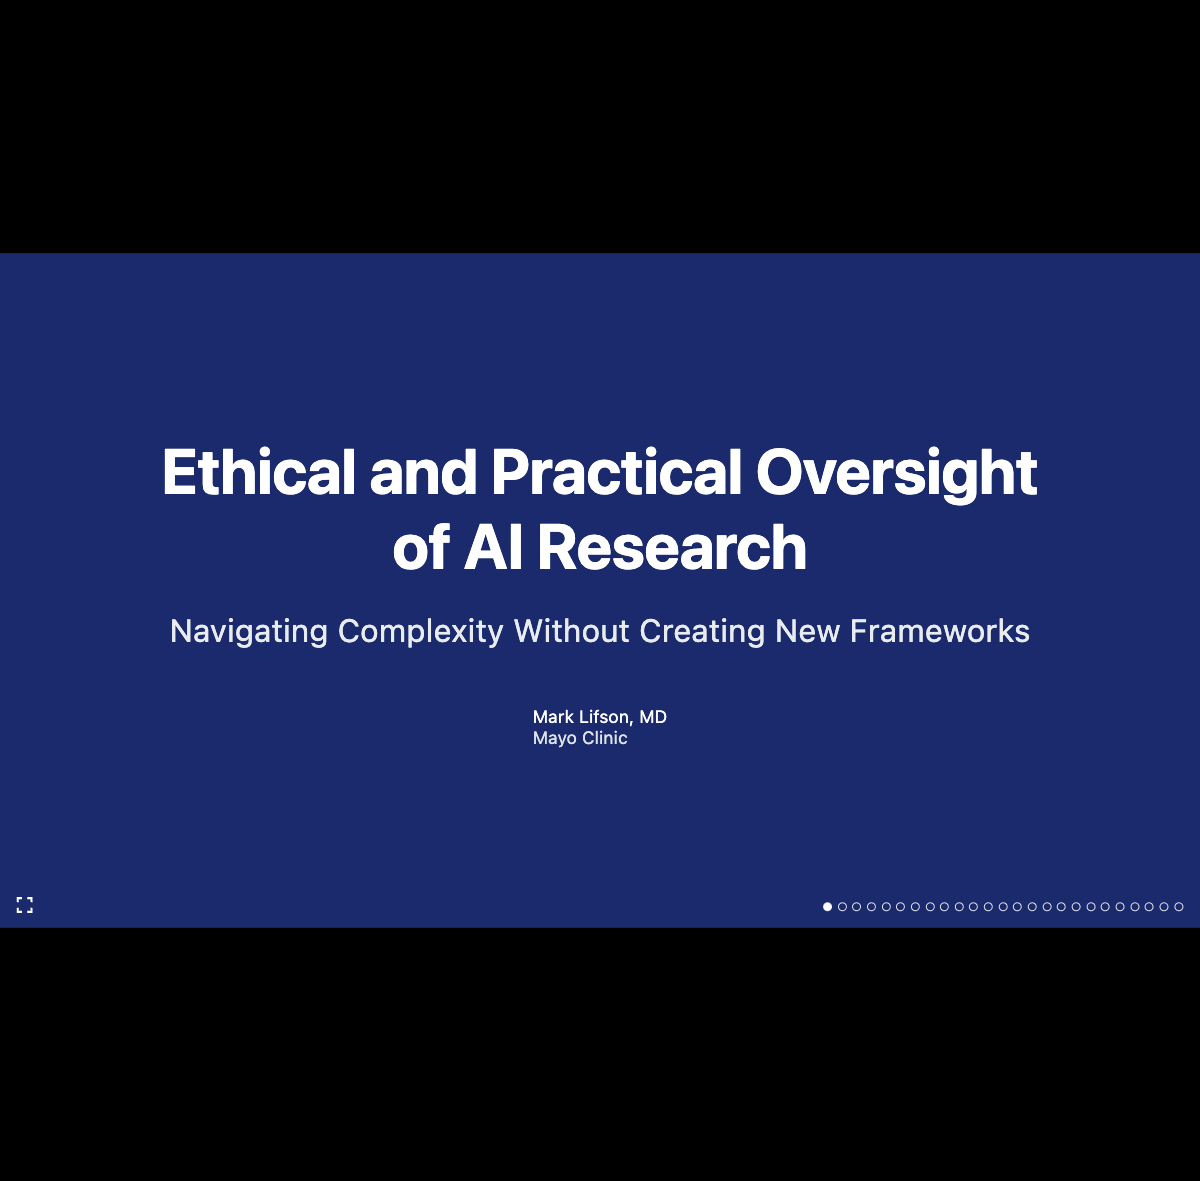 Ethical and Practical Oversight
of AI Research
Navigating Complexity Without Creating New Frameworks
Mark Lifson, MD
Mayo Clinic